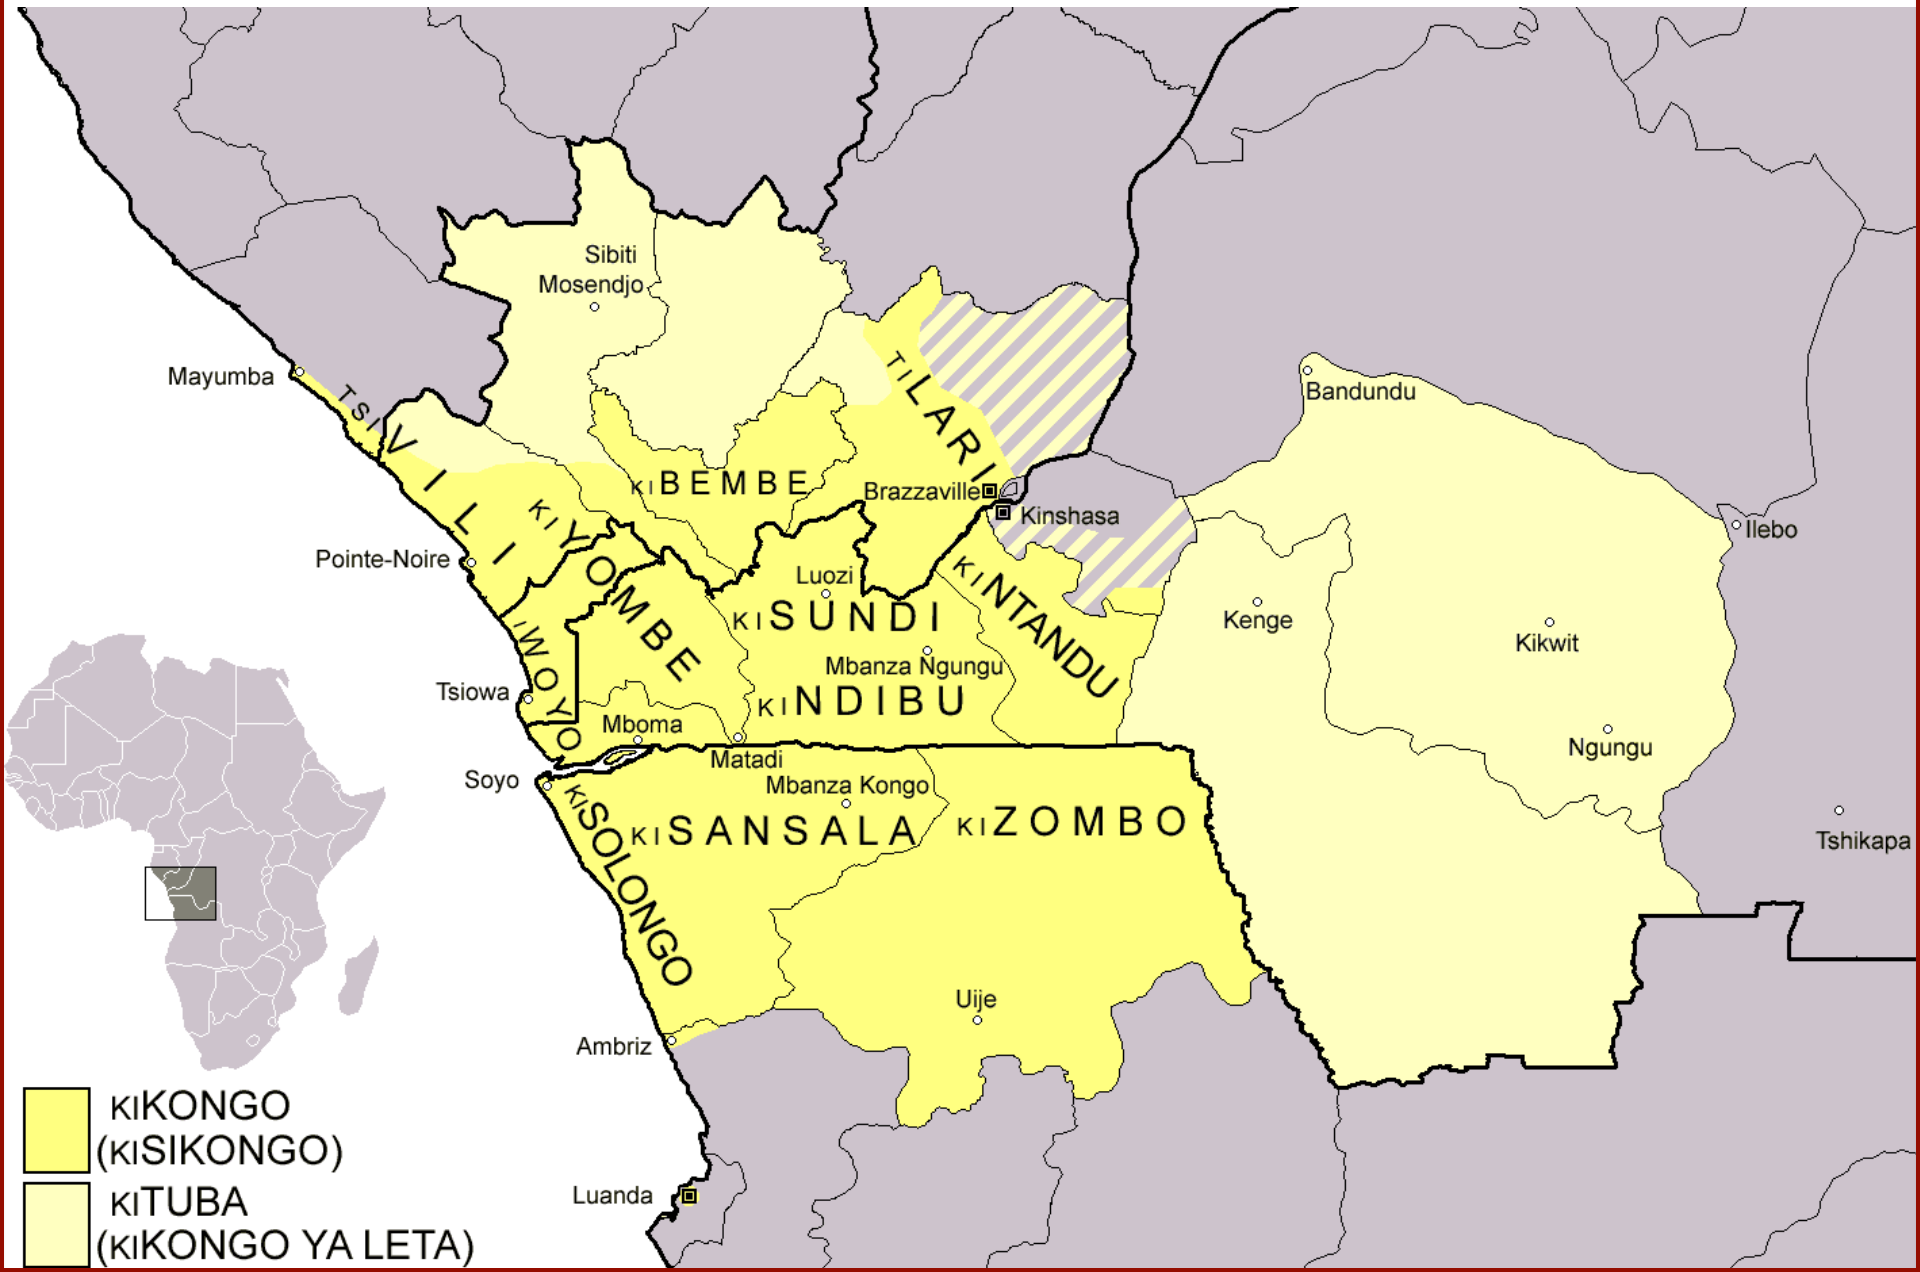 Sibiti
Mosendjo
Mayumba
TSIVILI
TILARI
Bandundu
KIBEMBE
Brazzaville
Kinshasa
Ilebo
KIYOMBE
Pointe-Noire
KINTANDU
Luozi
KISUNDI
Kenge
Kikwit
IWOYO
Mbanza Ngungu
Tsiowa
KINDIBU
Mboma
Ngungu
Matadi
Soyo
Mbanza Kongo
KISOLONGO
KISANSALA
KIZOMBO
Tshikapa
Uije
Ambriz
Luanda
KIKONGO
(KISIKONGO)
KITUBA
(KIKONGO YA LETA)